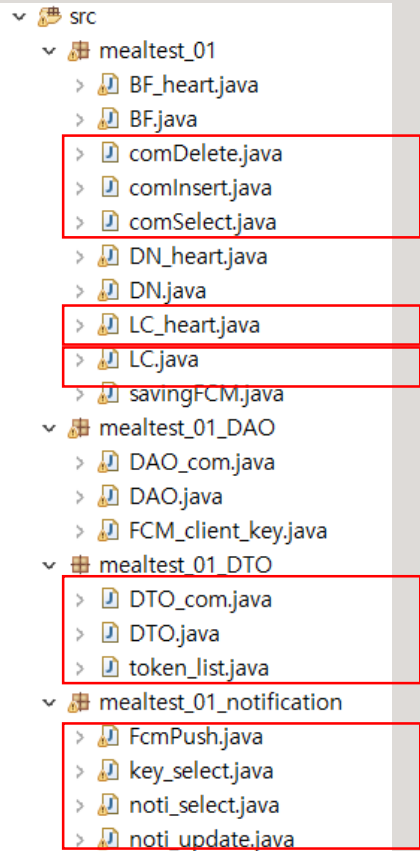 src
mealtest_01
BF_heart.java
BF.java
comDelete.java
comInsert.java
comSelect.java
DN_heart.java
DN.java
LC_heart.java
LC.java
savingFCM.java
mealtest_01_DAO
DAO_com.java
DAO.java
FCM_client_key.java
mealtest_01_DTO
DTO_com.java
DTO.java
token_list.java
mealtest_01_notification
FcmPush.java
key_select.java
noti_select.java
noti_update.java